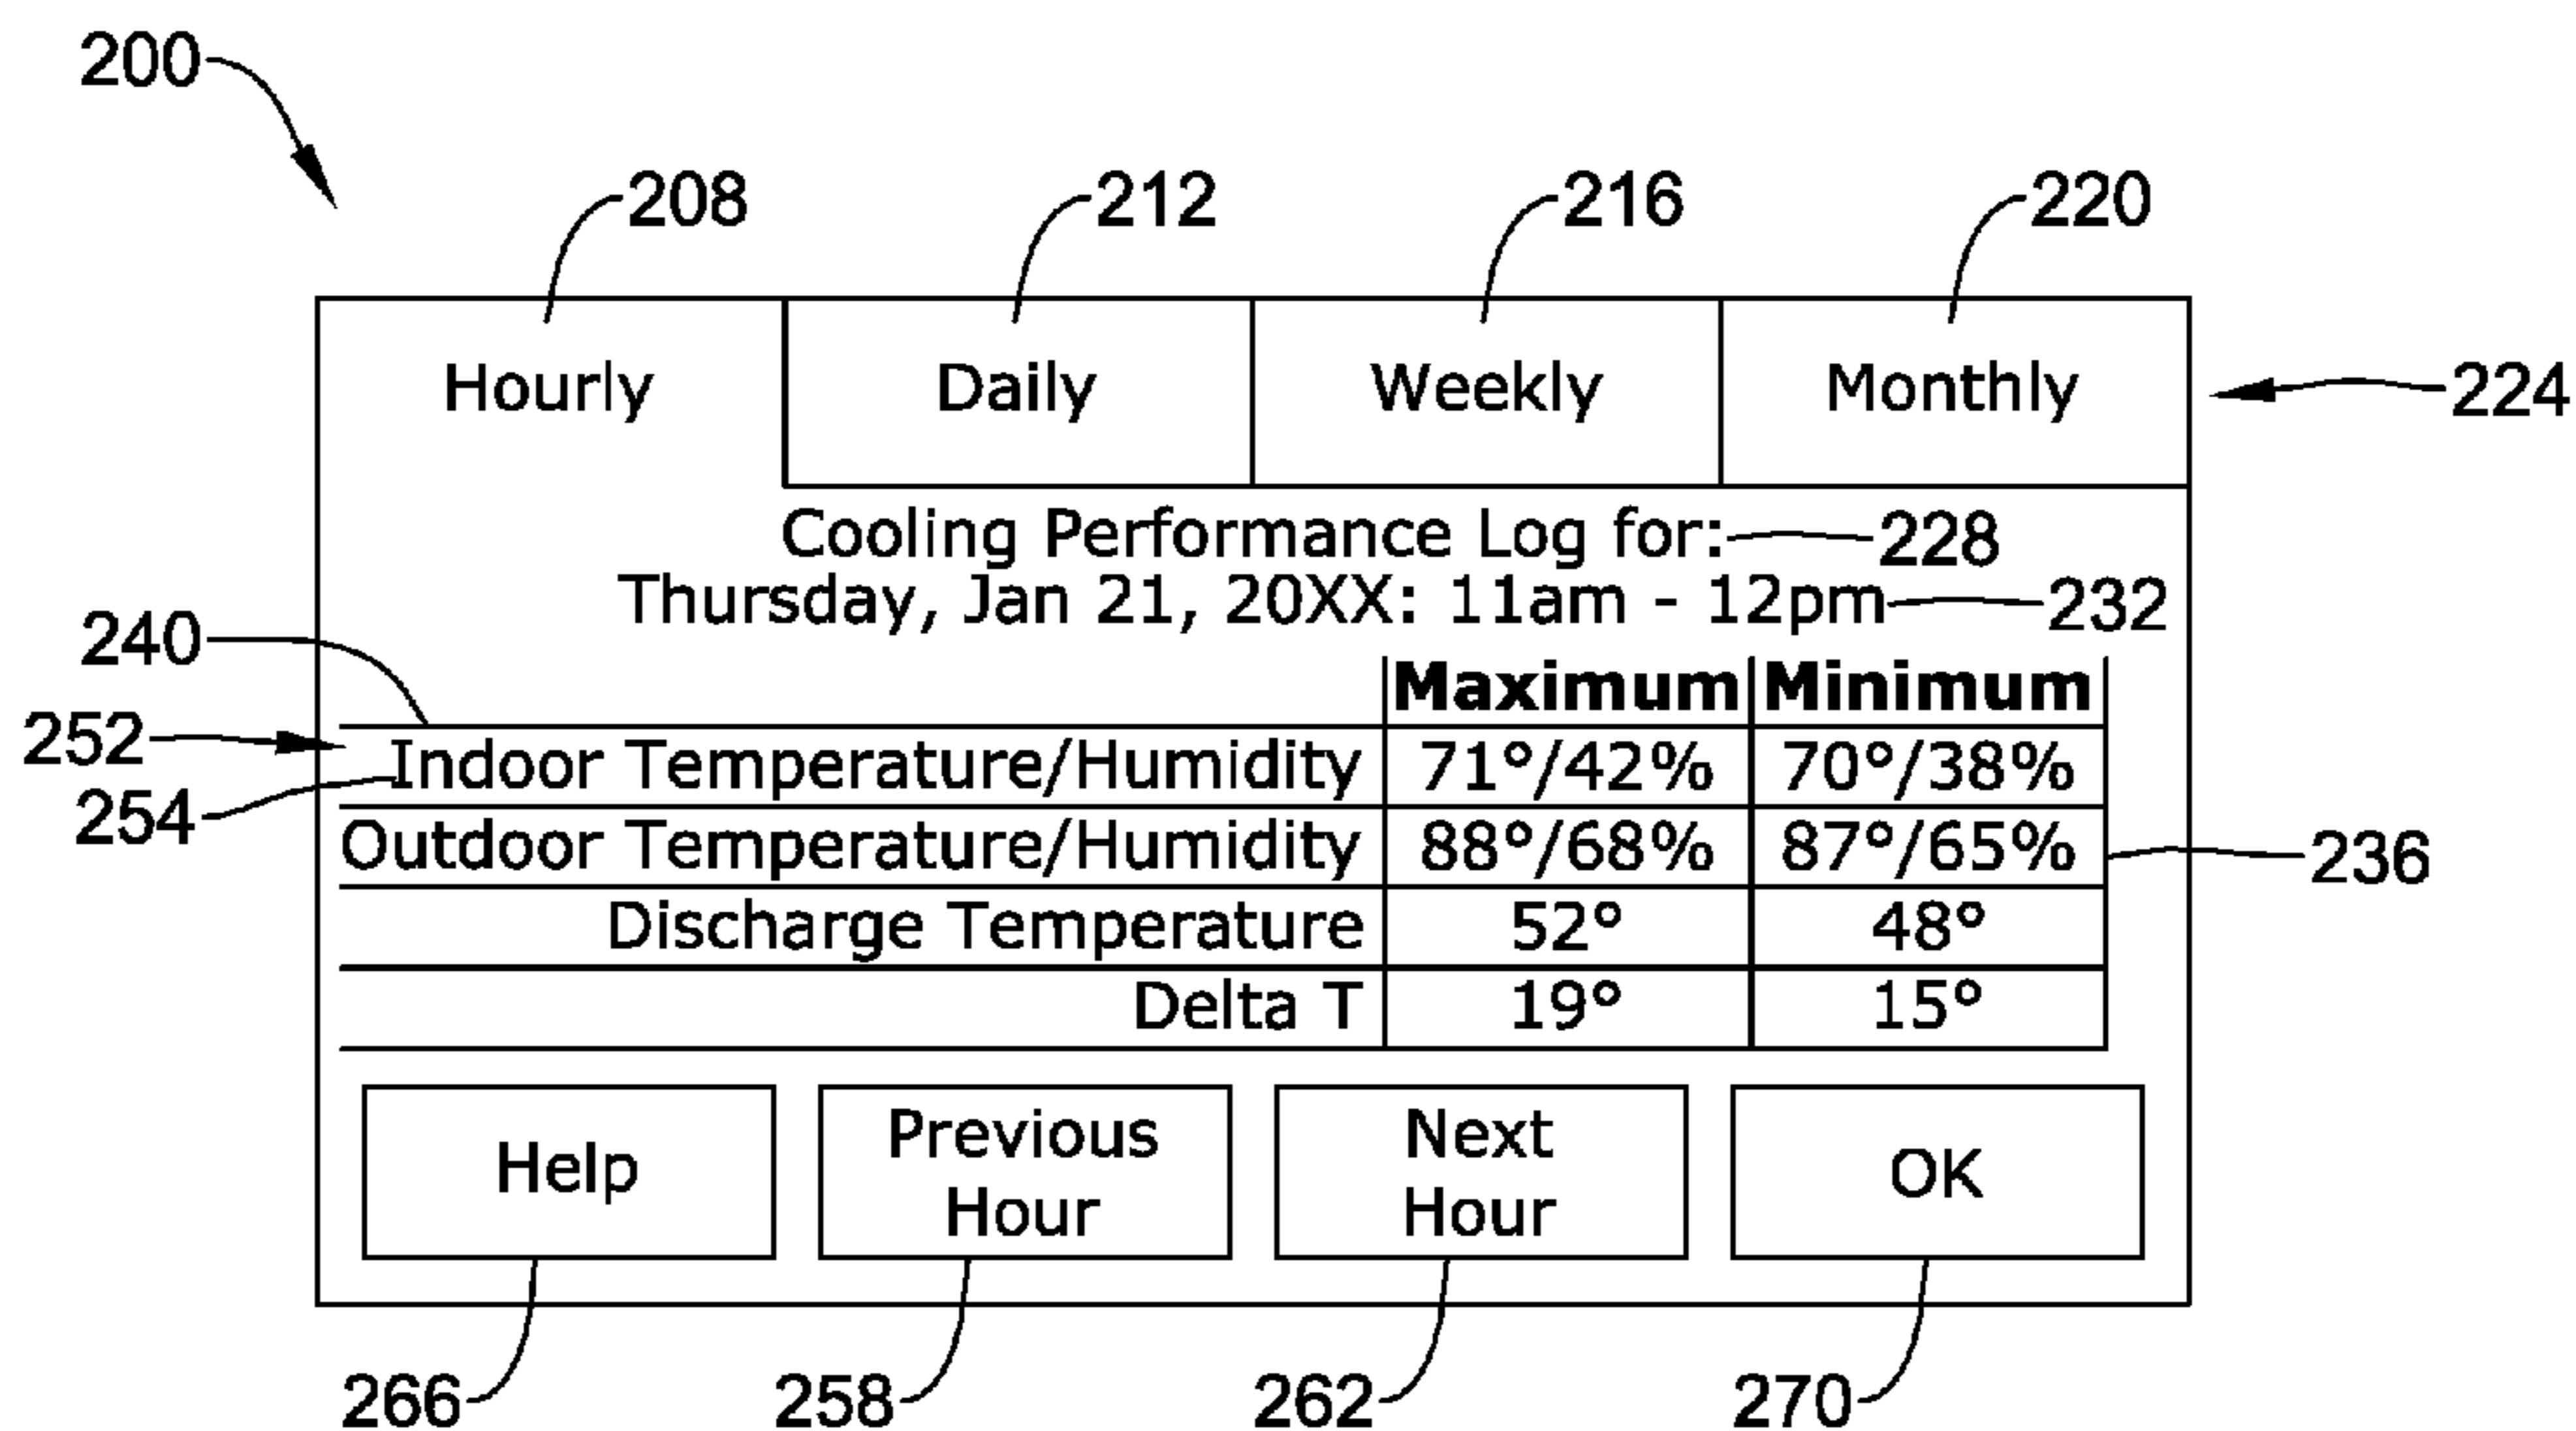 200
208 212 216 220
Hourly Daily Weekly Monthly 224
Cooling Performance Log for: 228
Thursday, Jan 21, 20XX: 11am - 12pm 232
240
Maximum Minimum
252 Indoor Temperature/Humidity 71°/42% 70°/38%
254
Outdoor Temperature/Humidity 88°/68% 87°/65% 236
Discharge Temperature 52° 48°
Delta T 19° 15°
Help Previous Hour Next Hour OK
266 258 262 270